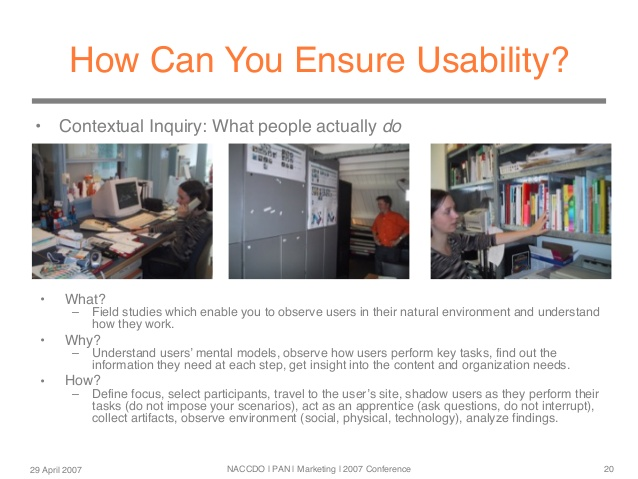 How Can You Ensure Usability?
• Contextual Inquiry: What people actually do
• What?
– Field studies which enable you to observe users in their natural environment and understand
how they work.
• Why?
– Understand users' mental models, observe how users perform key tasks, find out the
information they need at each step, get insight into the content and organization needs.
• How?
– Define focus, select participants, travel to the user's site, shadow users as they perform their
tasks (do not impose your scenarios), act as an apprentice (ask questions, do not interrupt),
collect artifacts, observe environment (social, physical, technology), analyze findings.
29 April 2007 NACCDO | PAN | Marketing | 2007 Conference 20